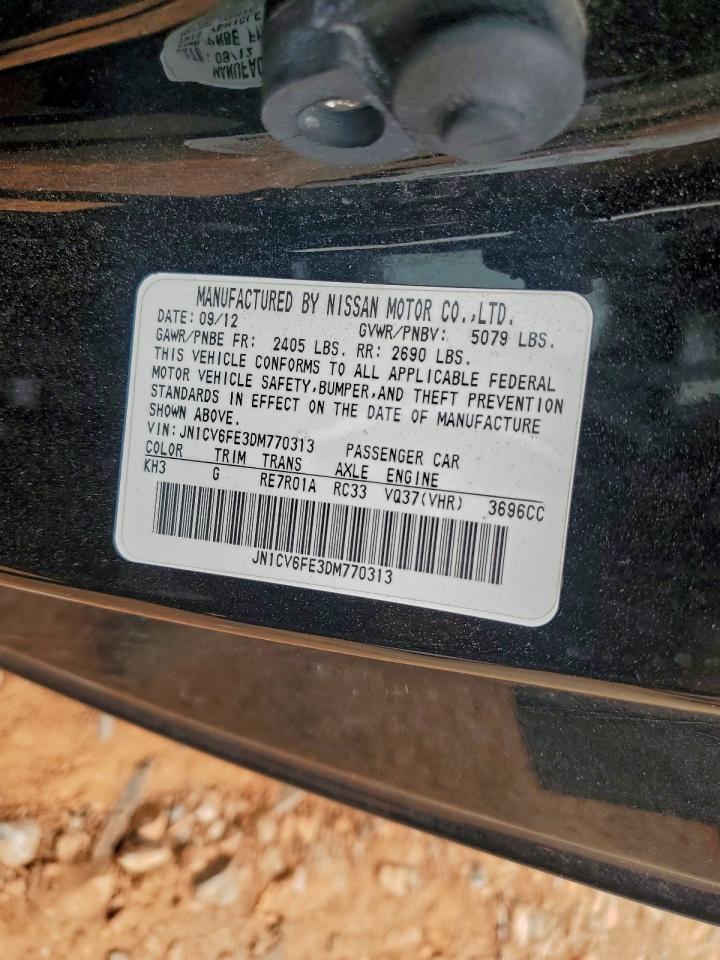 MANUFACTURED BY NISSAN MOTOR CO.,LTD.
DATE: 09/12 GVWR/PNBV: 5079 LBS.
GAWR/PNBE FR: 2405 LBS. RR: 2690 LBS.
THIS VEHICLE CONFORMS TO ALL APPLICABLE FEDERAL
MOTOR VEHICLE SAFETY,BUMPER,AND THEFT PREVENTION
STANDARDS IN EFFECT ON THE DATE OF MANUFACTURE
SHOWN ABOVE.
VIN:JN1CV6FE3DM770313 PASSENGER CAR
COLOR TRIM TRANS AXLE ENGINE
KH3 G RE7R01A RC33 VQ37(VHR) 3696CC
JN1CV6FE3DM770313